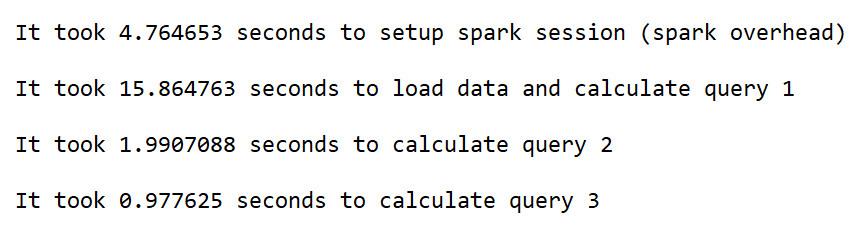 It took 4.764653 seconds to setup spark session (spark overhead)
It took 15.864763 seconds to load data and calculate query 1
It took 1.9907088 seconds to calculate query 2
It took 0.977625 seconds to calculate query 3